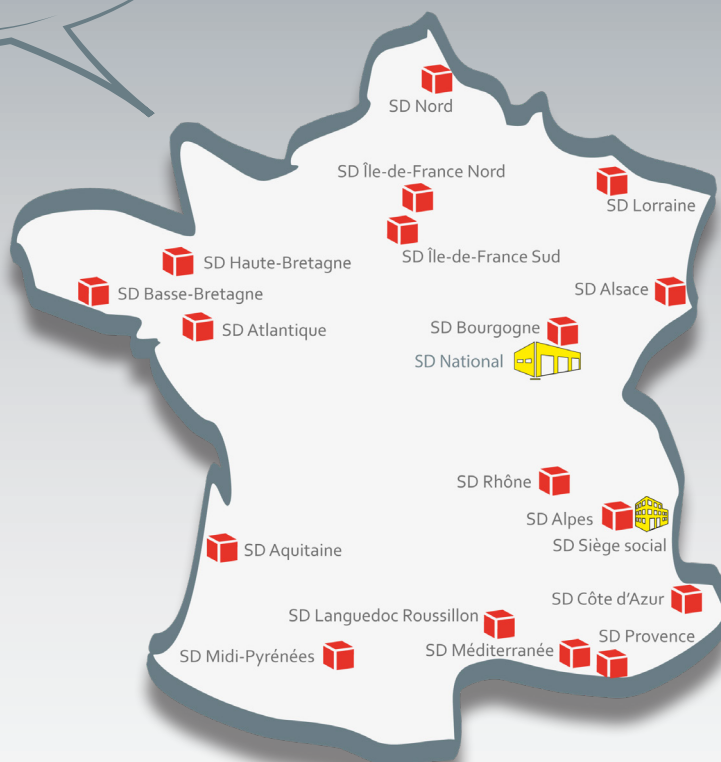 SD Nord
SD Île-de-France Nord
SD Lorraine
SD Île-de-France Sud
SD Haute-Bretagne
SD Basse-Bretagne
SD Alsace
SD Atlantique
SD Bourgogne
SD National
SD Rhône
SD Alpes
SD Siège social
SD Aquitaine
SD Côte d'Azur
SD Languedoc Roussillon
SD Provence
SD Méditerranée
SD Midi-Pyrénées